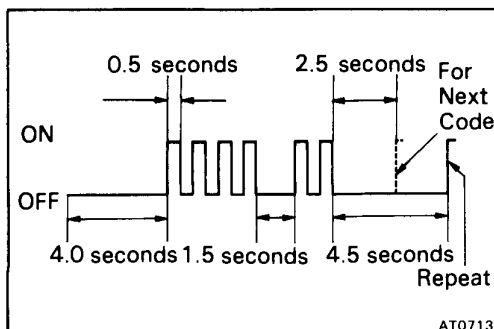 0.5 seconds
2.5 seconds
For
Next
Code
ON
OFF
4.0 seconds
1.5 seconds
4.5 seconds
Repeat
AT0713